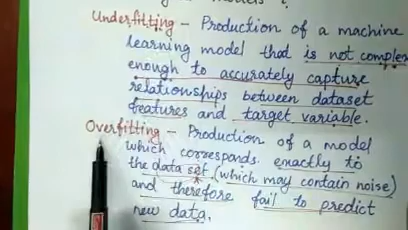 models ?
Underfitting - Production of a machine
learning model that is not complex
enough to accurately capture
relationships between dataset
features and target variable.
Overfitting - Production of a model
which corresponds exactly to
the data set (which may contain noise)
and therefore fail to predict
new data.